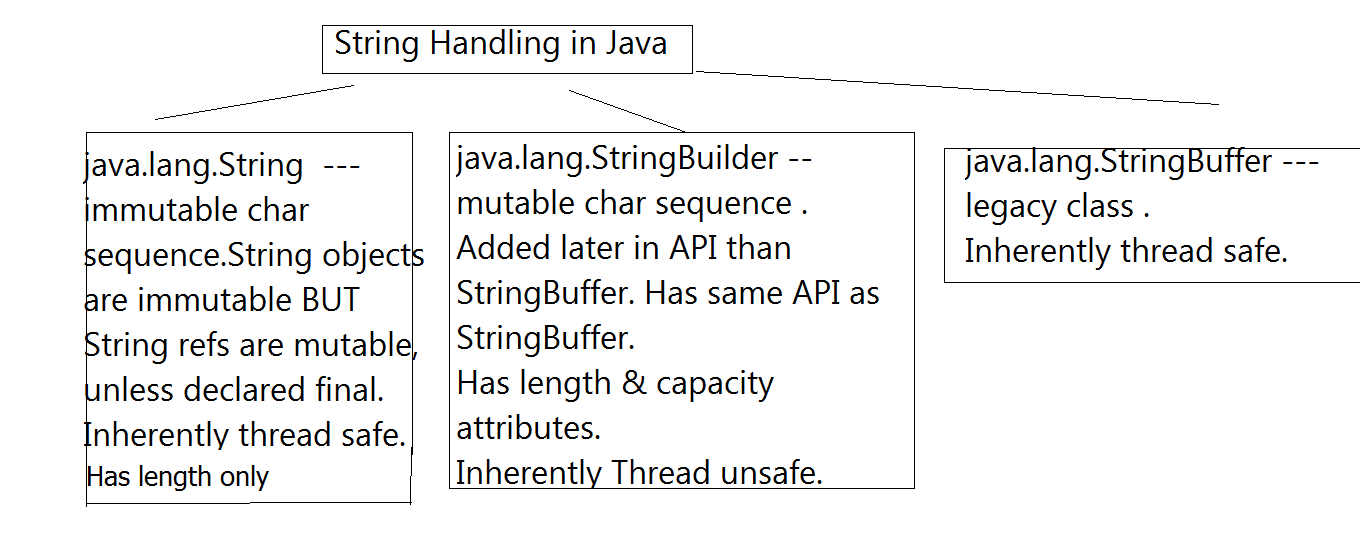 String Handling in Java
java.lang.String  ---
immutable char
sequence.String objects
are immutable BUT
String refs are mutable,
unless declared final.
Inherently thread safe.
Has length only
java.lang.StringBuilder --
mutable char sequence .
Added later in API than
StringBuffer. Has same API as
StringBuffer.
Has length & capacity
attributes.
Inherently Thread unsafe.
java.lang.StringBuffer ---
legacy class .
Inherently thread safe.